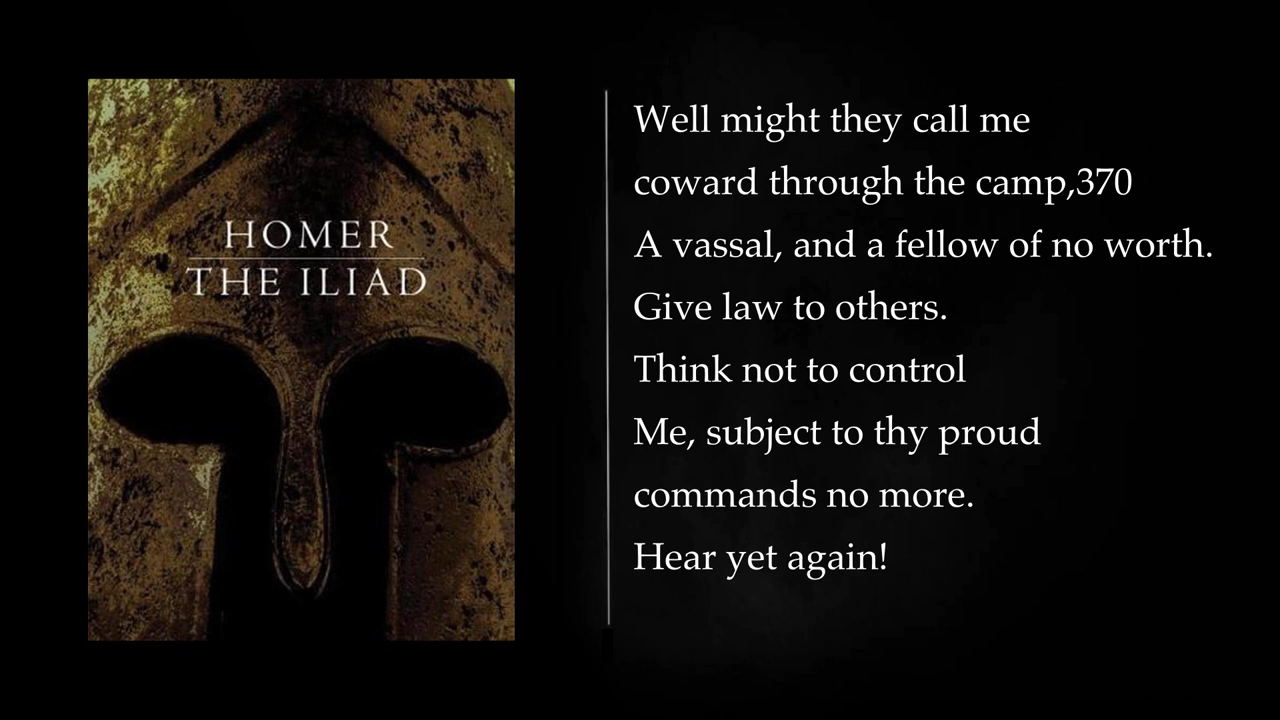 HOMER
THE ILIAD
Well might they call me
coward through the camp,370
A vassal, and a fellow of no worth.
Give law to others.
Think not to control
Me, subject to thy proud
commands no more.
Hear yet again!